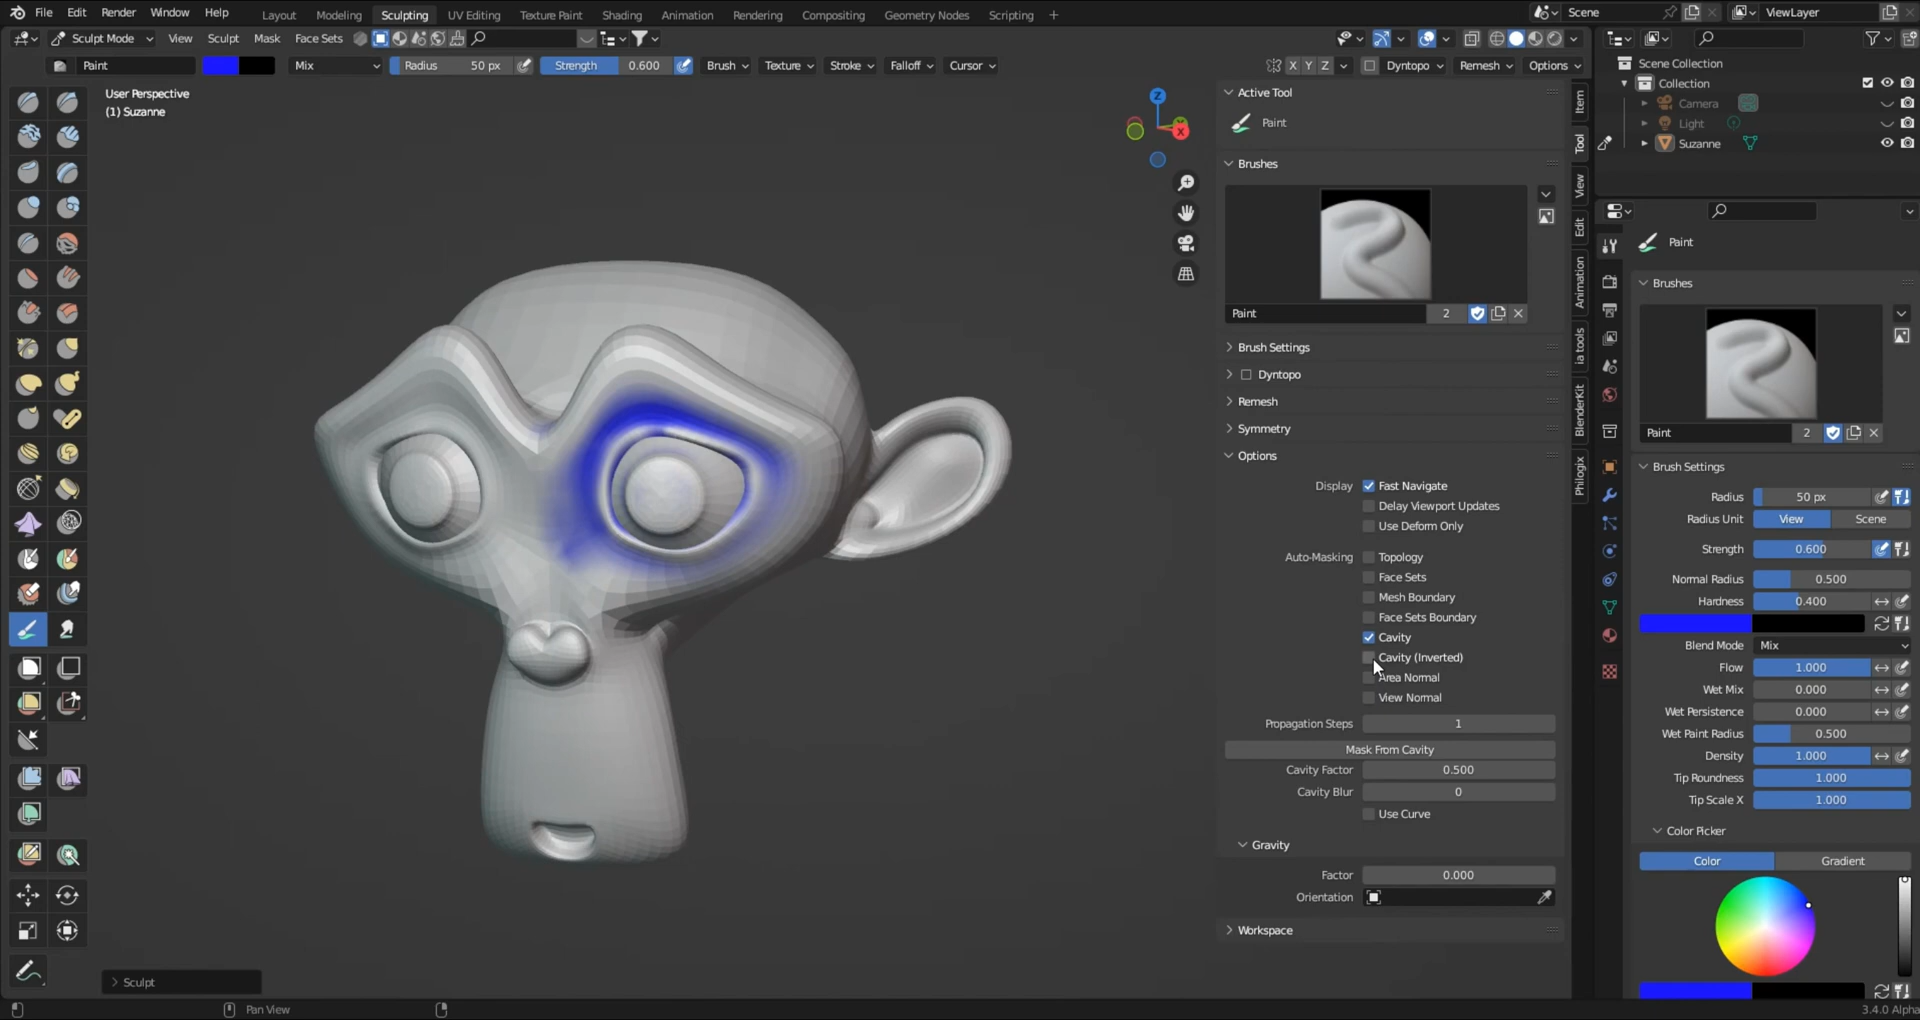 File Edit Render Window Help
Layout Modeling Sculpting UV Editing Texture Paint Shading Animation Rendering Compositing Geometry Nodes Scripting +
Scene
ViewLayer
Sculpt Mode View Sculpt Mask Face Sets
Paint
Mix
Radius 50 px
Strength 0.600
Brush Texture Stroke Falloff Cursor
X Y Z
Dyntopo Remesh Options
User Perspective
(1) Suzanne
Z
X
Active Tool
Paint
Brushes
Paint 2
Brush Settings
Dyntopo
Remesh
Symmetry
Options
Display Fast Navigate
Delay Viewport Updates
Use Deform Only
Auto-Masking Topology
Face Sets
Mesh Boundary
Face Sets Boundary
Cavity
Cavity (Inverted)
Area Normal
View Normal
Propagation Steps 1
Mask From Cavity
Cavity Factor 0.500
Cavity Blur 0
Use Curve
Gravity
Factor 0.000
Orientation
Workspace
Item
Tool
View
Edit
Animation
ia tools
BlenderKit
Philogix
Scene Collection
Collection
Camera
Light
Suzanne
Paint
Brushes
Paint 2
Brush Settings
Radius 50 px
Radius Unit View Scene
Strength 0.600
Normal Radius 0.500
Hardness 0.400
Blend Mode Mix
Flow 1.000
Wet Mix 0.000
Wet Persistence 0.000
Wet Paint Radius 0.500
Density 1.000
Tip Roundness 1.000
Tip Scale X 1.000
Color Picker
Color Gradient
Sculpt
Pan View
3.4.0 Alpha